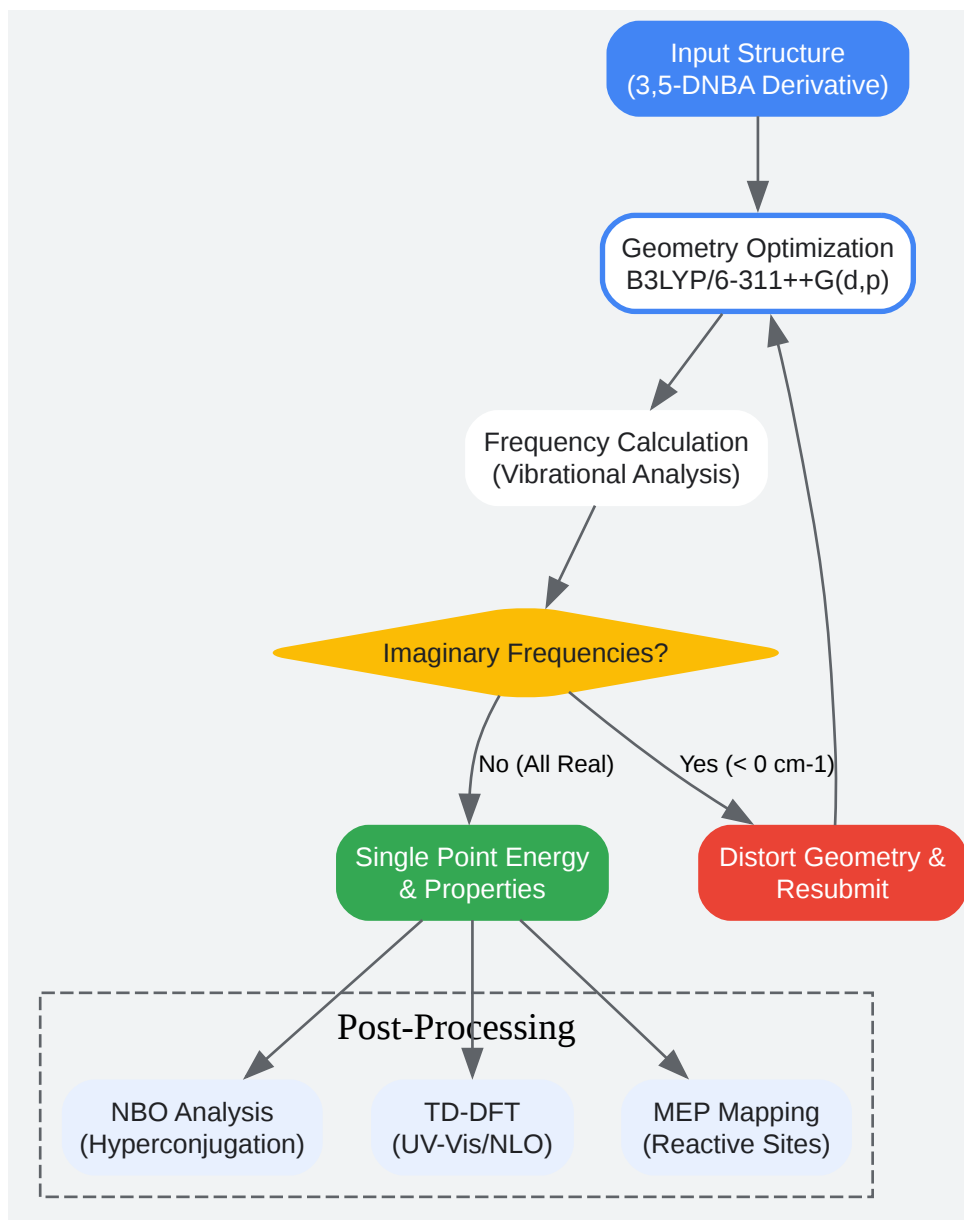 Input Structure
(3,5-DNBA Derivative)
Geometry Optimization
B3LYP/6-311++G(d,p)
Frequency Calculation
(Vibrational Analysis)
Imaginary Frequencies?
No (All Real)
Yes (< 0 cm-1)
Single Point Energy
& Properties
Distort Geometry &
Resubmit
Post-Processing
NBO Analysis
(Hyperconjugation)
TD-DFT
(UV-Vis/NLO)
MEP Mapping
(Reactive Sites)